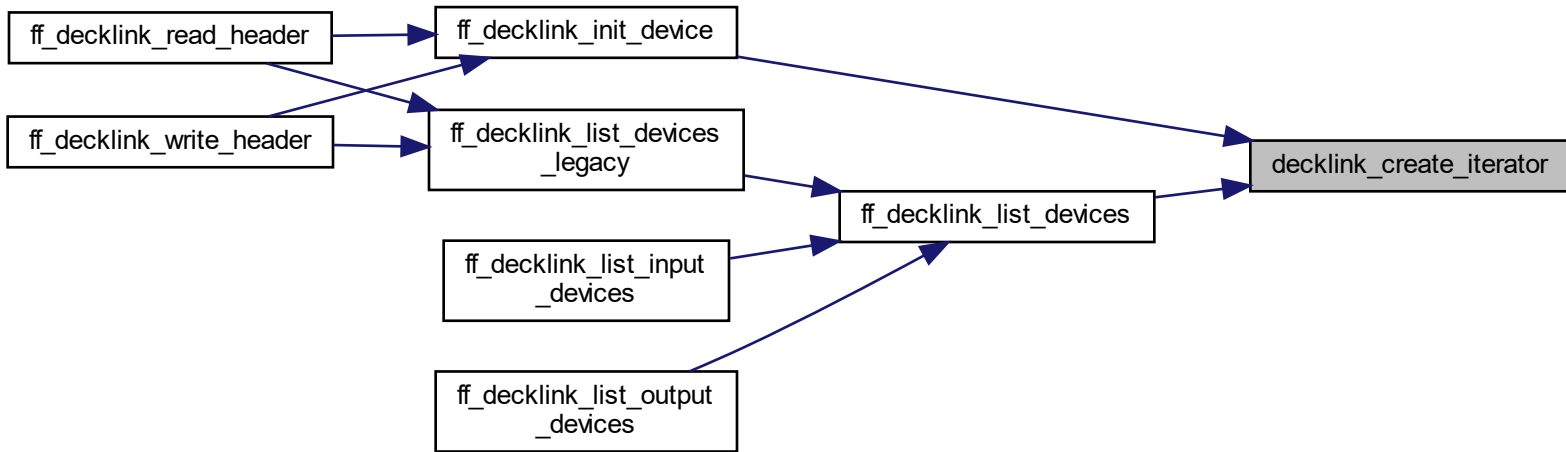 ff_decklink_read_header
ff_decklink_init_device
ff_decklink_write_header
ff_decklink_list_devices
_legacy
decklink_create_iterator
ff_decklink_list_devices
ff_decklink_list_input
_devices
ff_decklink_list_output
_devices